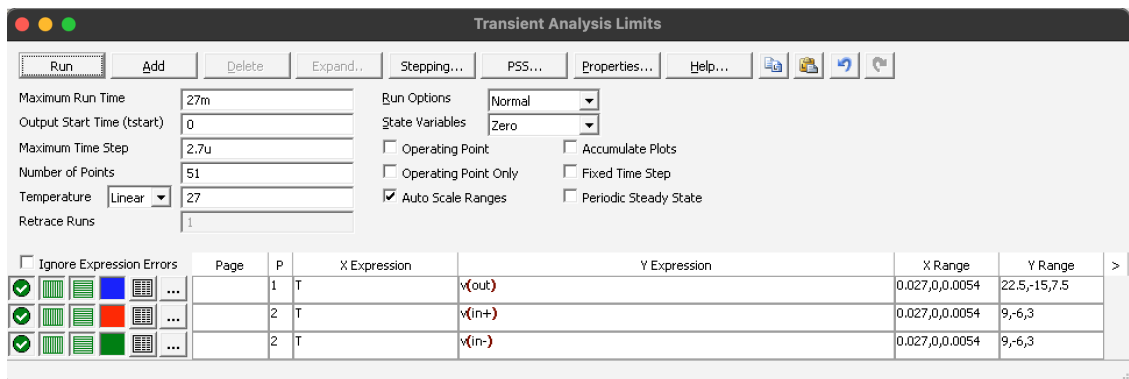 Transient Analysis Limits
Run Add Delete Expand.. Stepping... PSS... Properties... Help...
Maximum Run Time 27m Run Options Normal
Output Start Time (tstart) 0 State Variables Zero
Maximum Time Step 2.7u Operating Point Accumulate Plots
Number of Points 51 Operating Point Only Fixed Time Step
Temperature Linear 27 Auto Scale Ranges Periodic Steady State
Retrace Runs 1
Ignore Expression Errors Page P X Expression Y Expression X Range Y Range >
... 1 T v(out) 0.027,0,0.0054 22.5,-15,7.5
... 2 T v(in+) 0.027,0,0.0054 9,-6,3
... 2 T v(in-) 0.027,0,0.0054 9,-6,3